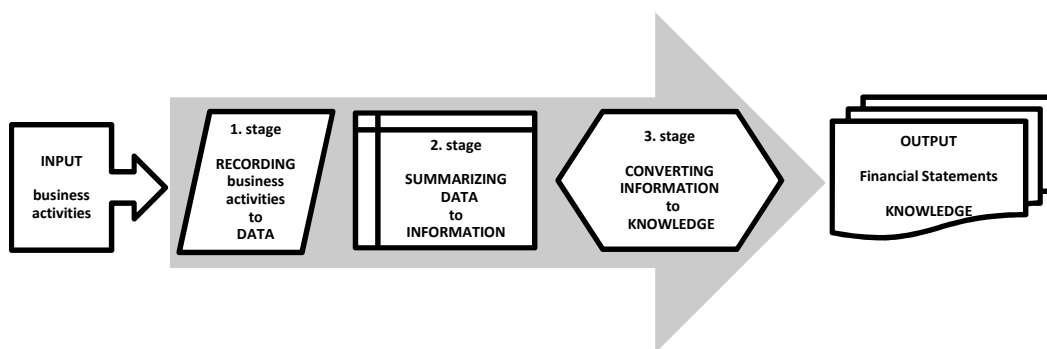 INPUT
business
activities
1. stage
RECORDING
business
activities
to
DATA
2. stage
SUMMARIZING
DATA
to
INFORMATION
3. stage
CONVERTING
INFORMATION
to
KNOWLEDGE
OUTPUT
Financial Statements
KNOWLEDGE